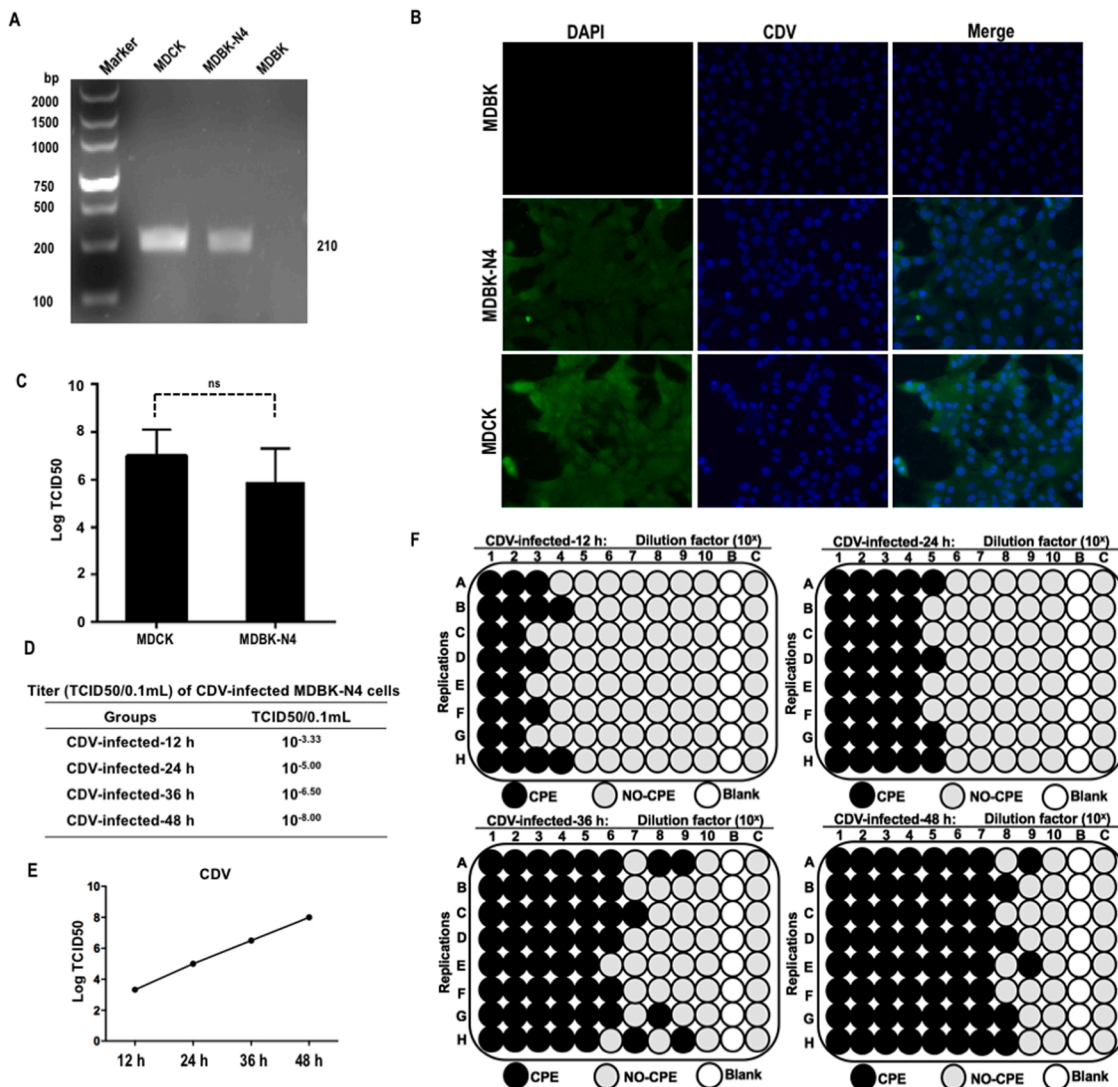 A
Marker MDCK MDBK-N4 MDBK
bp
2000
1500
1000
750
500
200
100
210
B
DAPI CDV Merge
MDBK
MDBK-N4
MDCK
C
ns
Log TCID50
10
8
6
4
2
0
MDCK MDBK-N4
D
Titer (TCID50/0.1mL) of CDV-infected MDBK-N4 cells
Groups TCID50/0.1mL
CDV-infected-12 h 10^-3.33
CDV-infected-24 h 10^-5.00
CDV-infected-36 h 10^-6.50
CDV-infected-48 h 10^-8.00
E
CDV
Log TCID50
10
8
6
4
2
0
12 h 24 h 36 h 48 h
F
CDV-infected-12 h: Dilution factor (10^x)
1 2 3 4 5 6 7 8 9 10 B C
Replications
A
B
C
D
E
F
G
H
CPE NO-CPE Blank
CDV-infected-24 h: Dilution factor (10^x)
1 2 3 4 5 6 7 8 9 10 B C
Replications
A
B
C
D
E
F
G
H
CPE NO-CPE Blank
CDV-infected-36 h: Dilution factor (10^x)
1 2 3 4 5 6 7 8 9 10 B C
Replications
A
B
C
D
E
F
G
H
CPE NO-CPE Blank
CDV-infected-48 h: Dilution factor (10^x)
1 2 3 4 5 6 7 8 9 10 B C
Replications
A
B
C
D
E
F
G
H
CPE NO-CPE Blank